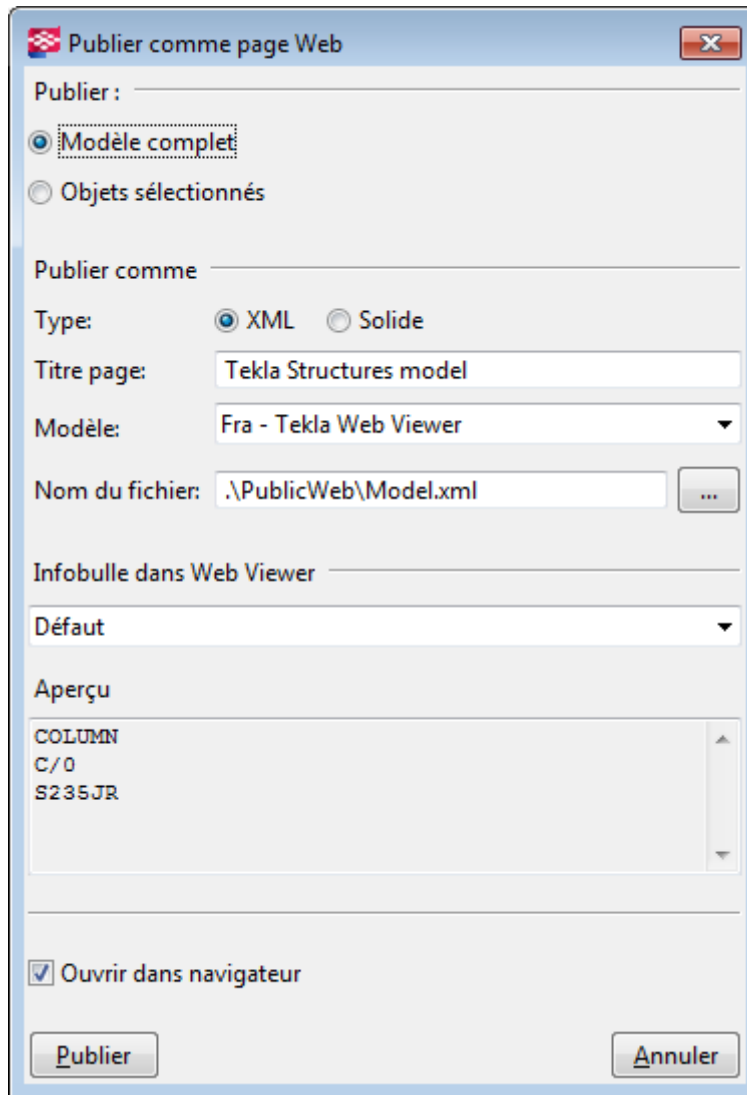 Publier comme page Web
Publier :
Modèle complet
Objets sélectionnés
Publier comme
Type: XML Solide
Titre page: Tekla Structures model
Modèle: Fra - Tekla Web Viewer
Nom du fichier: .\PublicWeb\Model.xml ...
Infobulle dans Web Viewer
Défaut
Aperçu
COLUMN
C/0
S235JR
Ouvrir dans navigateur
Publier Annuler